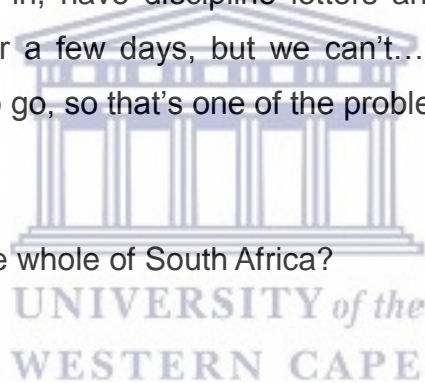 in, have discipline letters an
r a few days, but we can't…
o go, so that's one of the proble
e whole of South Africa?
UNIVERSITY of the
WESTERN CAPE